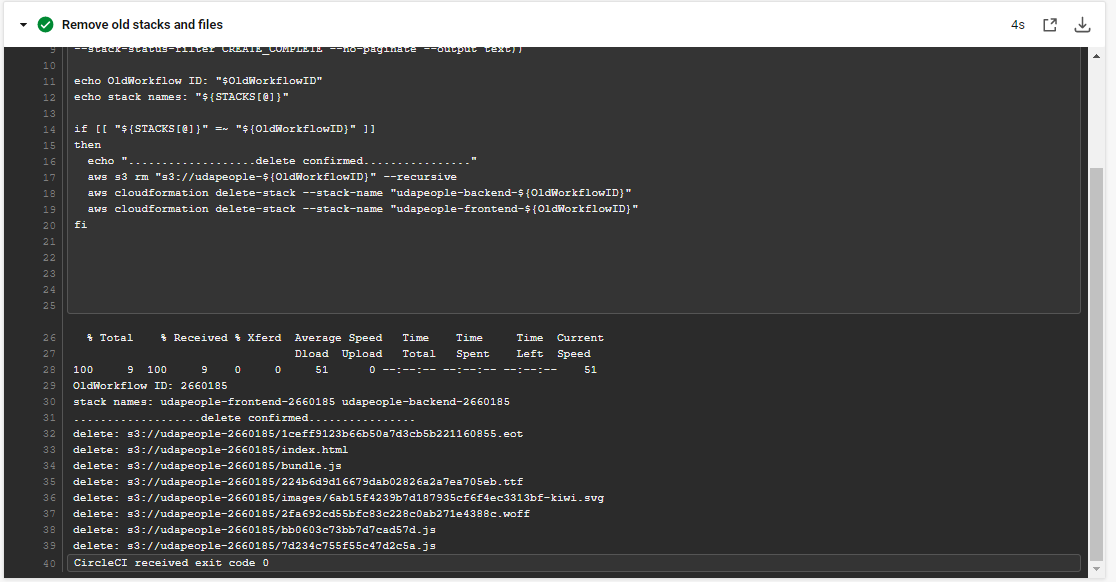 Remove old stacks and files 4s
9 --stack-status-filter CREATE_COMPLETE --no-paginate --output text))
10
11 echo OldWorkflow ID: "$OldWorkflowID"
12 echo stack names: "${STACKS[@]}"
13
14 if [[ "${STACKS[@]}" =~ "${OldWorkflowID}" ]]
15 then
16   echo "...................delete confirmed................"
17   aws s3 rm "s3://udapeople-${OldWorkflowID}" --recursive
18   aws cloudformation delete-stack --stack-name "udapeople-backend-${OldWorkflowID}"
19   aws cloudformation delete-stack --stack-name "udapeople-frontend-${OldWorkflowID}"
20 fi
21
22
23
24
25
26   % Total    % Received % Xferd  Average Speed   Time    Time     Time  Current
27                                  Dload  Upload   Total   Spent    Left  Speed
28 100     9  100     9    0     0     51      0 --:--:-- --:--:-- --:--:--    51
29 OldWorkflow ID: 2660185
30 stack names: udapeople-frontend-2660185 udapeople-backend-2660185
31 ...................delete confirmed................
32 delete: s3://udapeople-2660185/1ceff9123b66b50a7d3cb5b221160855.eot
33 delete: s3://udapeople-2660185/index.html
34 delete: s3://udapeople-2660185/bundle.js
35 delete: s3://udapeople-2660185/224b6d9d16679dab02826a2a7ea705eb.ttf
36 delete: s3://udapeople-2660185/images/6ab15f4239b7d187935cf6f4ec3313bf-kiwi.svg
37 delete: s3://udapeople-2660185/2fa692cd55bfc83c228c0ab271e4388c.woff
38 delete: s3://udapeople-2660185/bb0603c73bb7d7cad57d.js
39 delete: s3://udapeople-2660185/7d234c755f55c47d2c5a.js
40 CircleCI received exit code 0